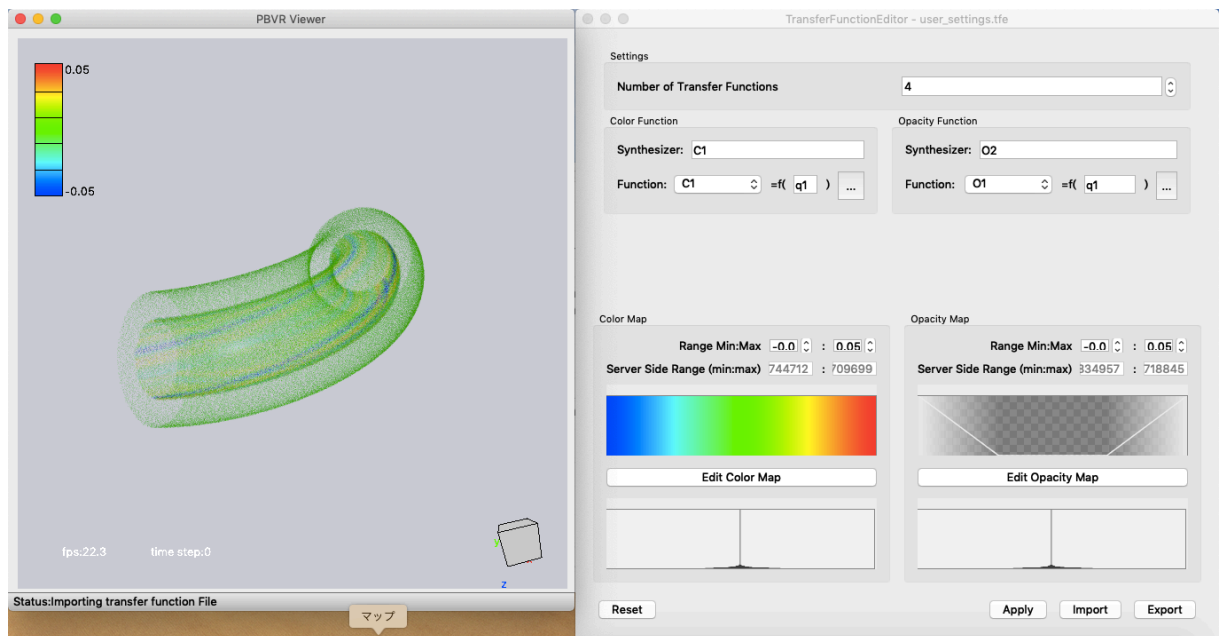 PBVR Viewer
0.05
-0.05
fps:22.3 time step:0
Z
Status:Importing transfer function File
マップ
TransferFunctionEditor - user_settings.tfe
Settings
Number of Transfer Functions 4
Color Function
Synthesizer: C1
Function: C1 =f( q1 ) ...
Opacity Function
Synthesizer: O2
Function: O1 =f( q1 ) ...
Color Map
Range Min:Max -0.0 : 0.05
Server Side Range (min:max) 744712 : 709699
Edit Color Map
Opacity Map
Range Min:Max -0.0 : 0.05
Server Side Range (min:max) 334957 : 718845
Edit Opacity Map
Reset
Apply
Import
Export